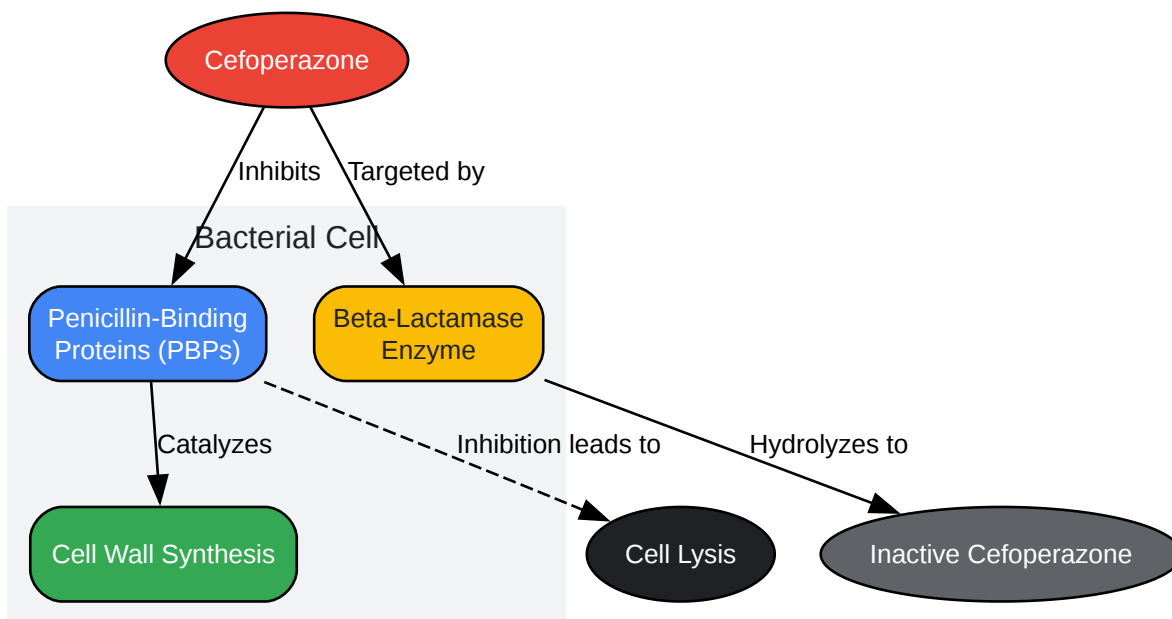 Cefoperazone
Inhibits
Targeted by
Bacterial Cell
Penicillin-Binding
Proteins (PBPs)
Beta-Lactamase
Enzyme
Catalyzes
Inhibition leads to
Hydrolyzes to
Cell Wall Synthesis
Cell Lysis
Inactive Cefoperazone